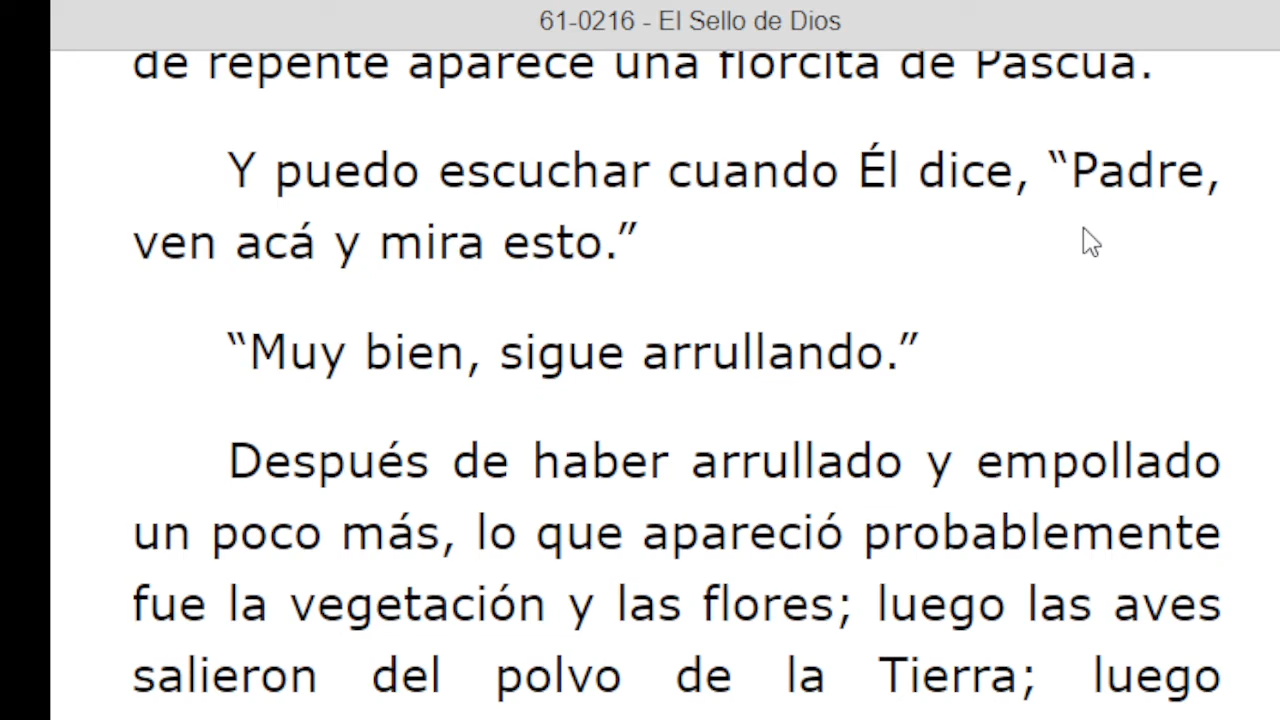 61-0216 - El Sello de Dios
de repente aparece una florcita de Pascua.
Y puedo escuchar cuando Él dice, “Padre,
ven acá y mira esto.”
“Muy bien, sigue arrullando.”
Después de haber arrullado y empollado
un poco más, lo que apareció probablemente
fue la vegetación y las flores; luego las aves
salieron del polvo de la Tierra; luego